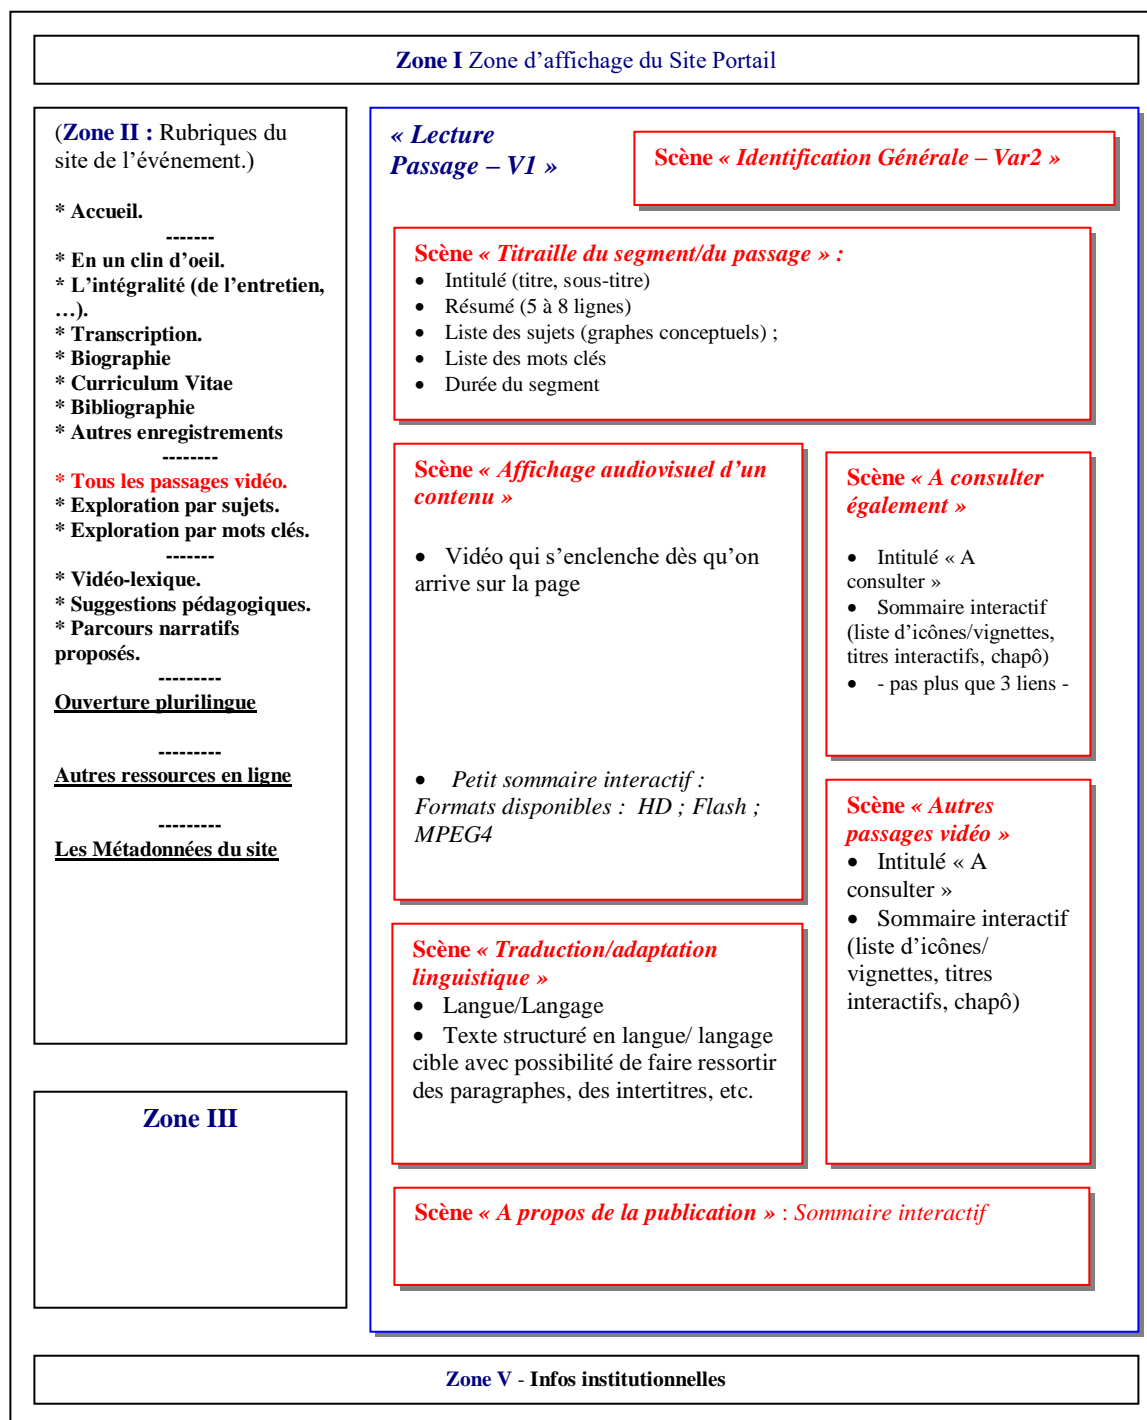 Zone I Zone d’affichage du Site Portail
(Zone II : Rubriques du
site de l’événement.)
* Accueil.
-------
* En un clin d’oeil.
* L’intégralité (de l’entretien,
…).
* Transcription.
* Biographie
* Curriculum Vitae
* Bibliographie
* Autres enregistrements
--------
* Tous les passages vidéo.
* Exploration par sujets.
* Exploration par mots clés.
-------
* Vidéo-lexique.
* Suggestions pédagogiques.
* Parcours narratifs
proposés.
---------
Ouverture plurilingue
---------
Autres ressources en ligne
---------
Les Métadonnées du site
Zone III
« Lecture
Passage – V1 »
Scène « Identification Générale – Var2 »
Scène « Titraille du segment/du passage » :
• Intitulé (titre, sous-titre)
• Résumé (5 à 8 lignes)
• Liste des sujets (graphes conceptuels) ;
• Liste des mots clés
• Durée du segment
Scène « Affichage audiovisuel d’un
contenu »
• Vidéo qui s’enclenche dès qu’on
arrive sur la page
• Petit sommaire interactif :
Formats disponibles : HD ; Flash ;
MPEG4
Scène « A consulter
également »
• Intitulé « A
consulter »
• Sommaire interactif
(liste d’icônes/vignettes,
titres interactifs, chapô)
• - pas plus que 3 liens -
Scène « Autres
passages vidéo »
• Intitulé « A
consulter »
• Sommaire interactif
(liste d’icônes/
vignettes, titres
interactifs, chapô)
Scène « Traduction/adaptation
linguistique »
• Langue/Langage
• Texte structuré en langue/ langage
cible avec possibilité de faire ressortir
des paragraphes, des intertitres, etc.
Scène « A propos de la publication » : Sommaire interactif
Zone V - Infos institutionnelles